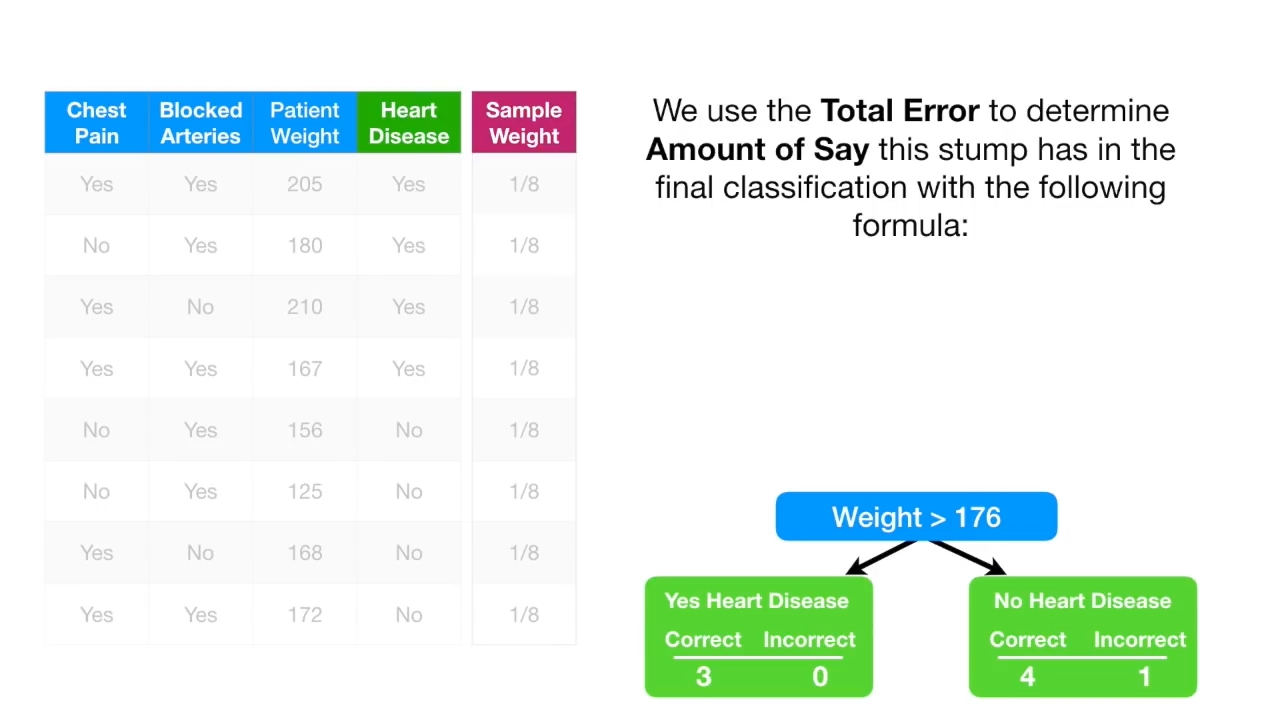 Chest Pain Blocked Arteries Patient Weight Heart Disease Sample Weight
Yes Yes 205 Yes 1/8
No Yes 180 Yes 1/8
Yes No 210 Yes 1/8
Yes Yes 167 Yes 1/8
No Yes 156 No 1/8
No Yes 125 No 1/8
Yes No 168 No 1/8
Yes Yes 172 No 1/8
We use the Total Error to determine
Amount of Say this stump has in the
final classification with the following
formula:
Weight > 176
Yes Heart Disease
Correct Incorrect
3 0
No Heart Disease
Correct Incorrect
4 1